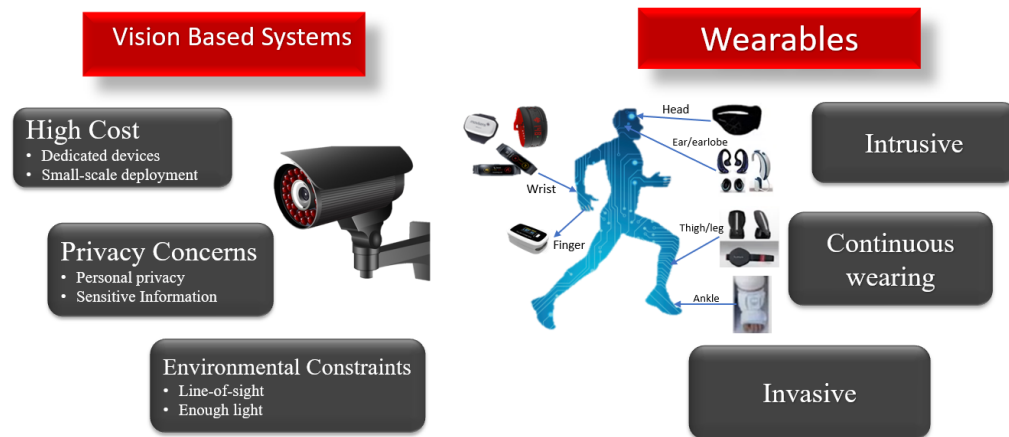 Vision Based Systems
High Cost
• Dedicated devices
• Small-scale deployment
Privacy Concerns
• Personal privacy
• Sensitive Information
Environmental Constraints
• Line-of-sight
• Enough light
Wearables
Head
Ear/earlobe
Wrist
Finger
Thigh/leg
Ankle
Intrusive
Continuous
wearing
Invasive